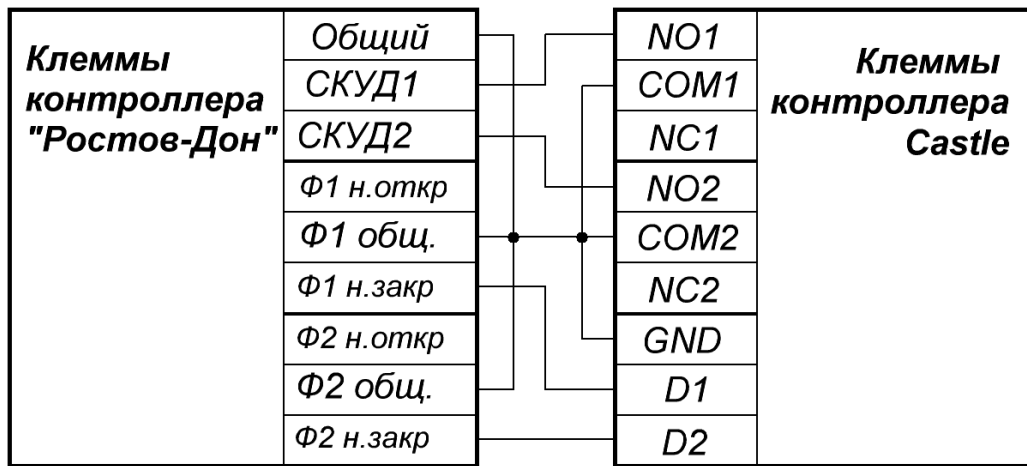 Клеммы
контроллера
"Ростов-Дон"
Общий
СКУД1
СКУД2
Ф1 н.откр
Ф1 общ.
Ф1 н.закр
Ф2 н.откр
Ф2 общ.
Ф2 н.закр
NO1
COM1
NC1
NO2
COM2
NC2
GND
D1
D2
Клеммы
контроллера
Castle